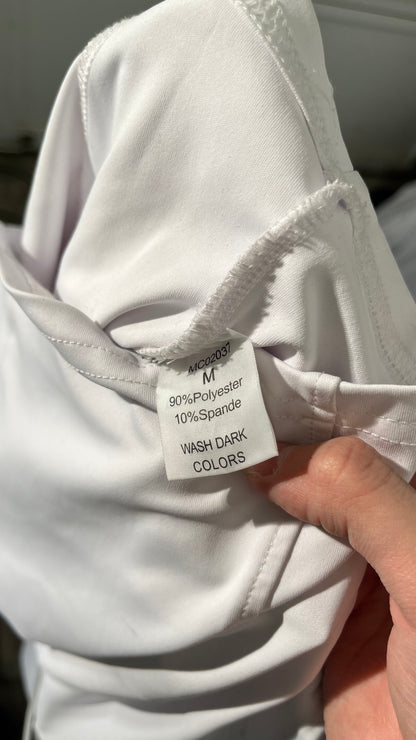 MC02037
M
90%Polyester
10%Spande
WASH DARK
COLORS